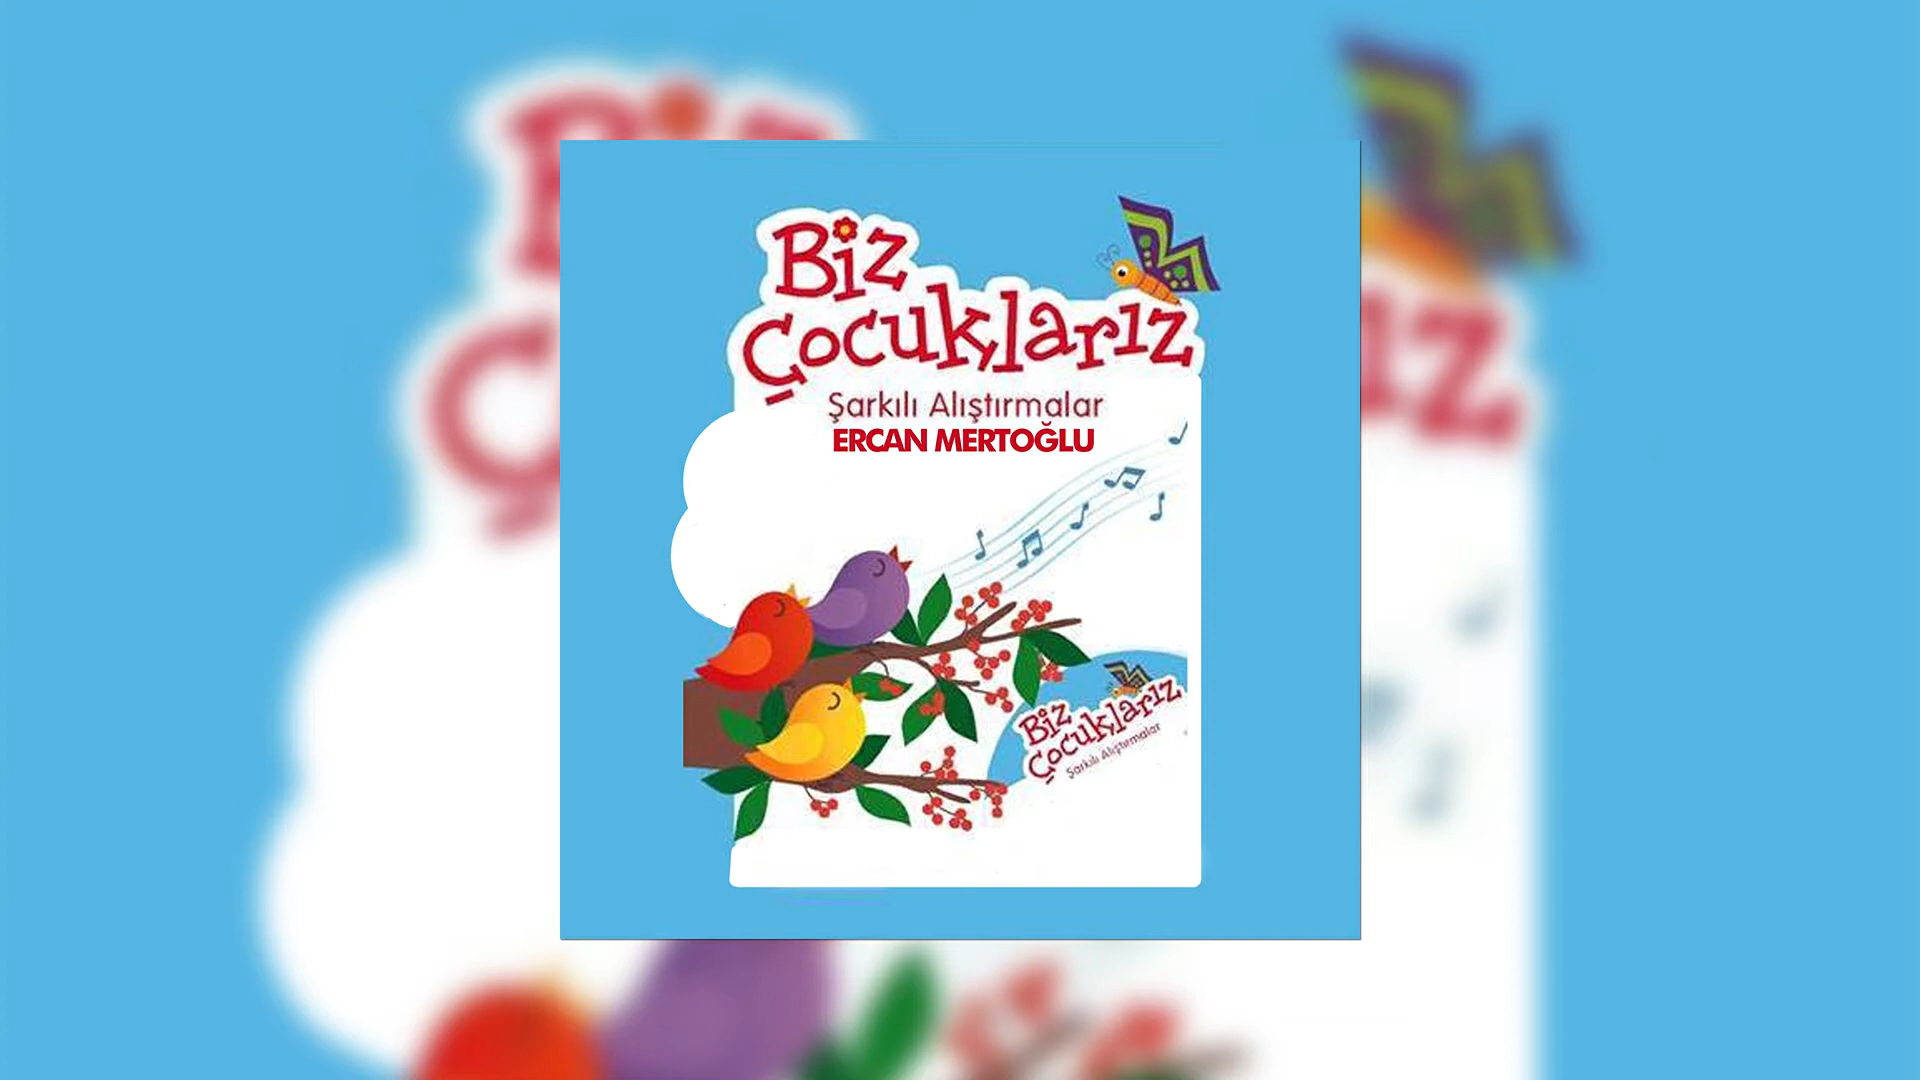 Biz
Çocuklarız
Şarkılı Alıştırmalar
ERCAN MERTOĞLU
Biz
Çocuklarız
Şarkılı Alıştırmalar